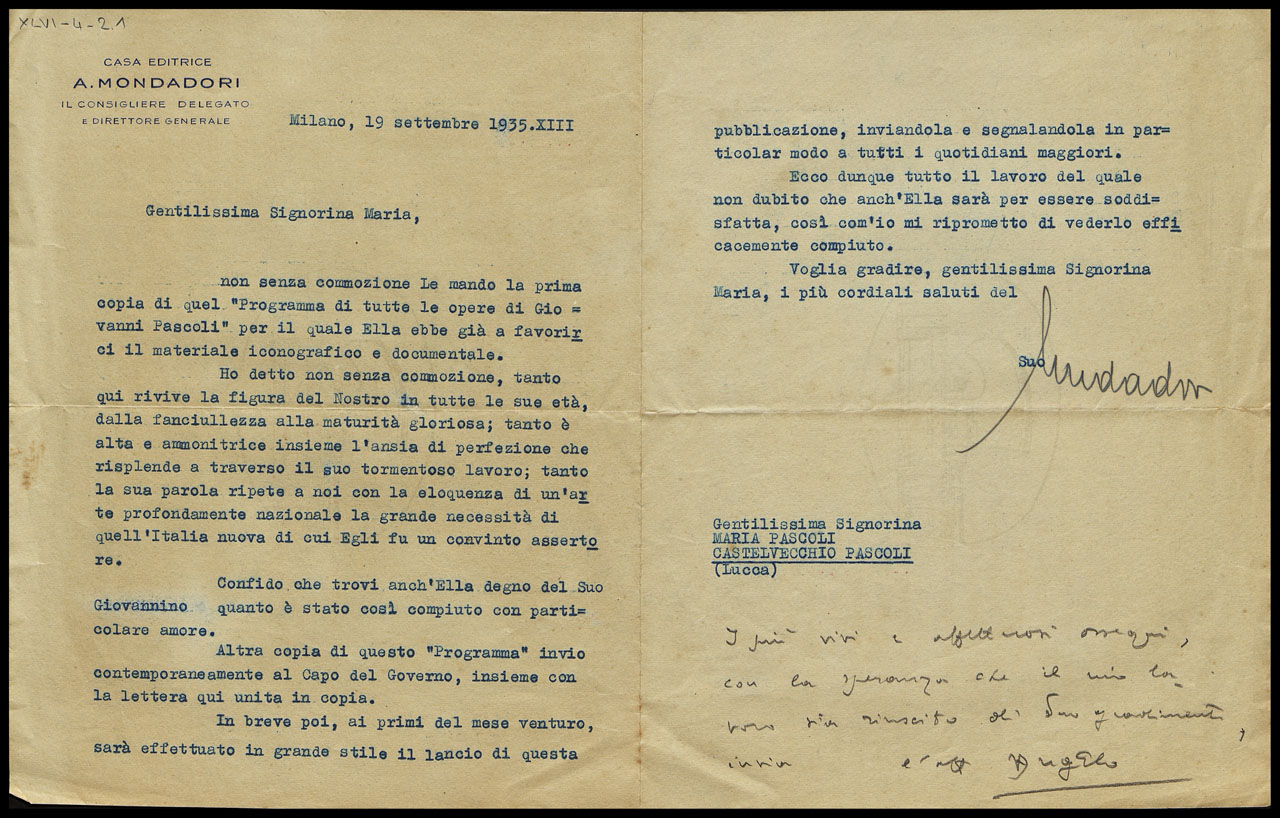 XLVI-4-2.1
CASA EDITRICE
A. MONDADORI
IL CONSIGLIERE DELEGATO
E DIRETTORE GENERALE
Milano, 19 settembre 1935.XIII
Gentilissima Signorina Maria,
non senza commozione Le mando la prima
copia di quel "Programma di tutte le opere di Gio =
vanni Pascoli" per il quale Ella ebbe già a favorir
ci il materiale iconografico e documentale.
Ho detto non senza commozione, tanto
qui rivive la figura del Nostro in tutte le sue età,
dalla fanciullezza alla maturità gloriosa; tanto è
alta e ammonitrice insieme l'ansia di perfezione che
risplende a traverso il suo tormentoso lavoro; tanto
la sua parola ripete a noi con la eloquenza di un'ar
te profondamente nazionale la grande necessità di
quell'Italia nuova di cui Egli fu un convinto asserto
re.
Confido che trovi anch'Ella degno del Suo
Giovannino quanto è stato così compiuto con parti=
colare amore.
Altra copia di questo "Programma" invio
contemporaneamente al Capo del Governo, insieme con
la lettera qui unita in copia.
In breve poi, ai primi del mese venturo,
sarà effettuato in grande stile il lancio di questa
pubblicazione, inviandola e segnalandola in par=
ticolar modo a tutti i quotidiani maggiori.
Ecco dunque tutto il lavoro del quale
non dubito che anch'Ella sarà per essere soddi=
sfatta, così com'io mi riprometto di vederlo effi
cacemente compiuto.
Voglia gradire, gentilissima Signorina
Maria, i più cordiali saluti del
Suo Mondadori
Gentilissima Signorina
MARIA PASCOLI
CASTELVECCHIO PASCOLI
(Lucca)
I più vivi e affettuosi ossequi,
con la speranza che il mio la-
voro sia riuscito di Suo gradimento,
invia Angelo